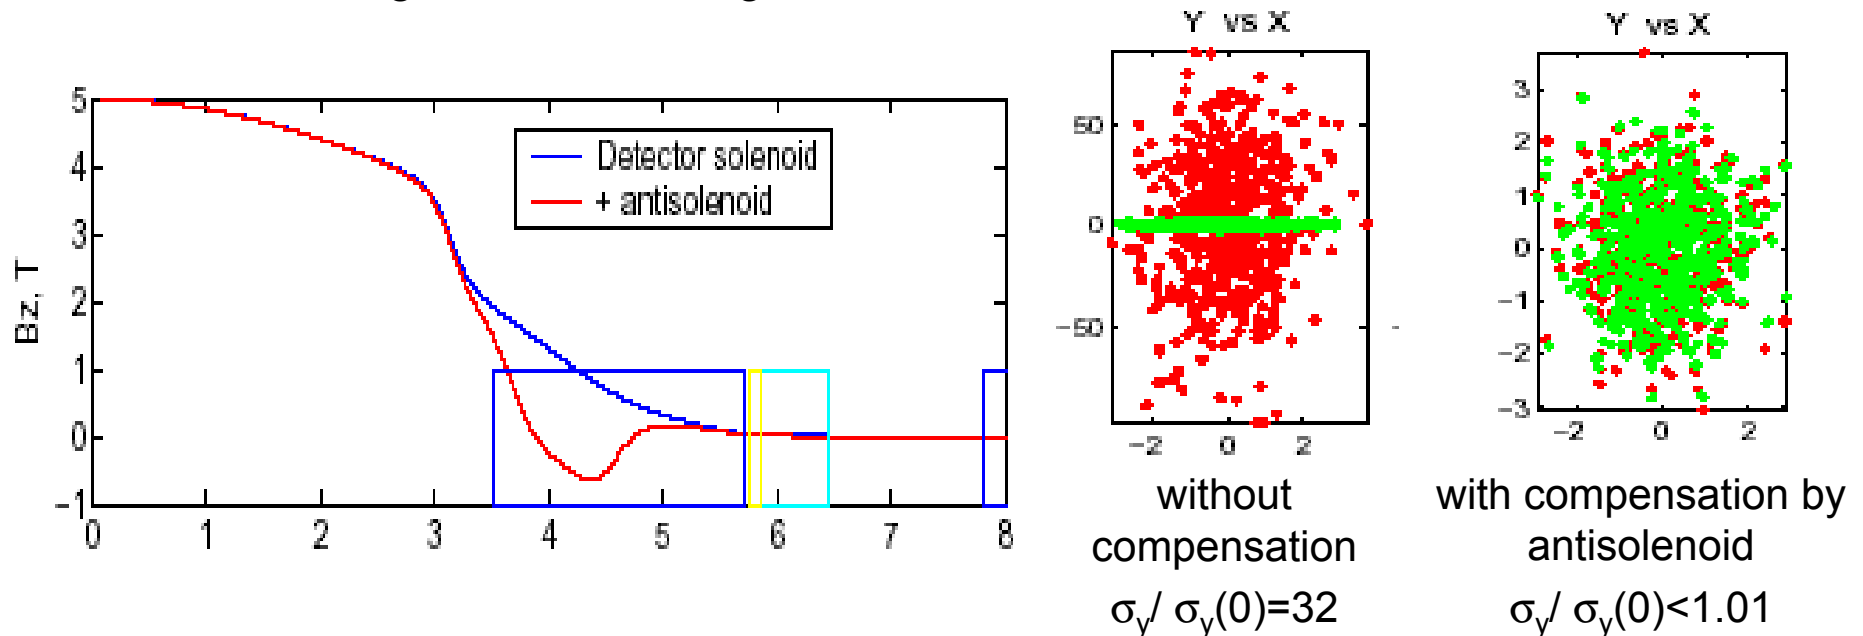 Y vs X
Y vs X
5
4
3
2
1
0
-1
Bz, T
Detector solenoid
+ antisolenoid
0 1 2 3 4 5 6 7 8
50
0
-50
-2 0 2
3
2
1
0
-1
-2
-3
-2 0 2
without
compensation
σy/ σy(0)=32
with compensation by
antisolenoid
σy/ σy(0)<1.01